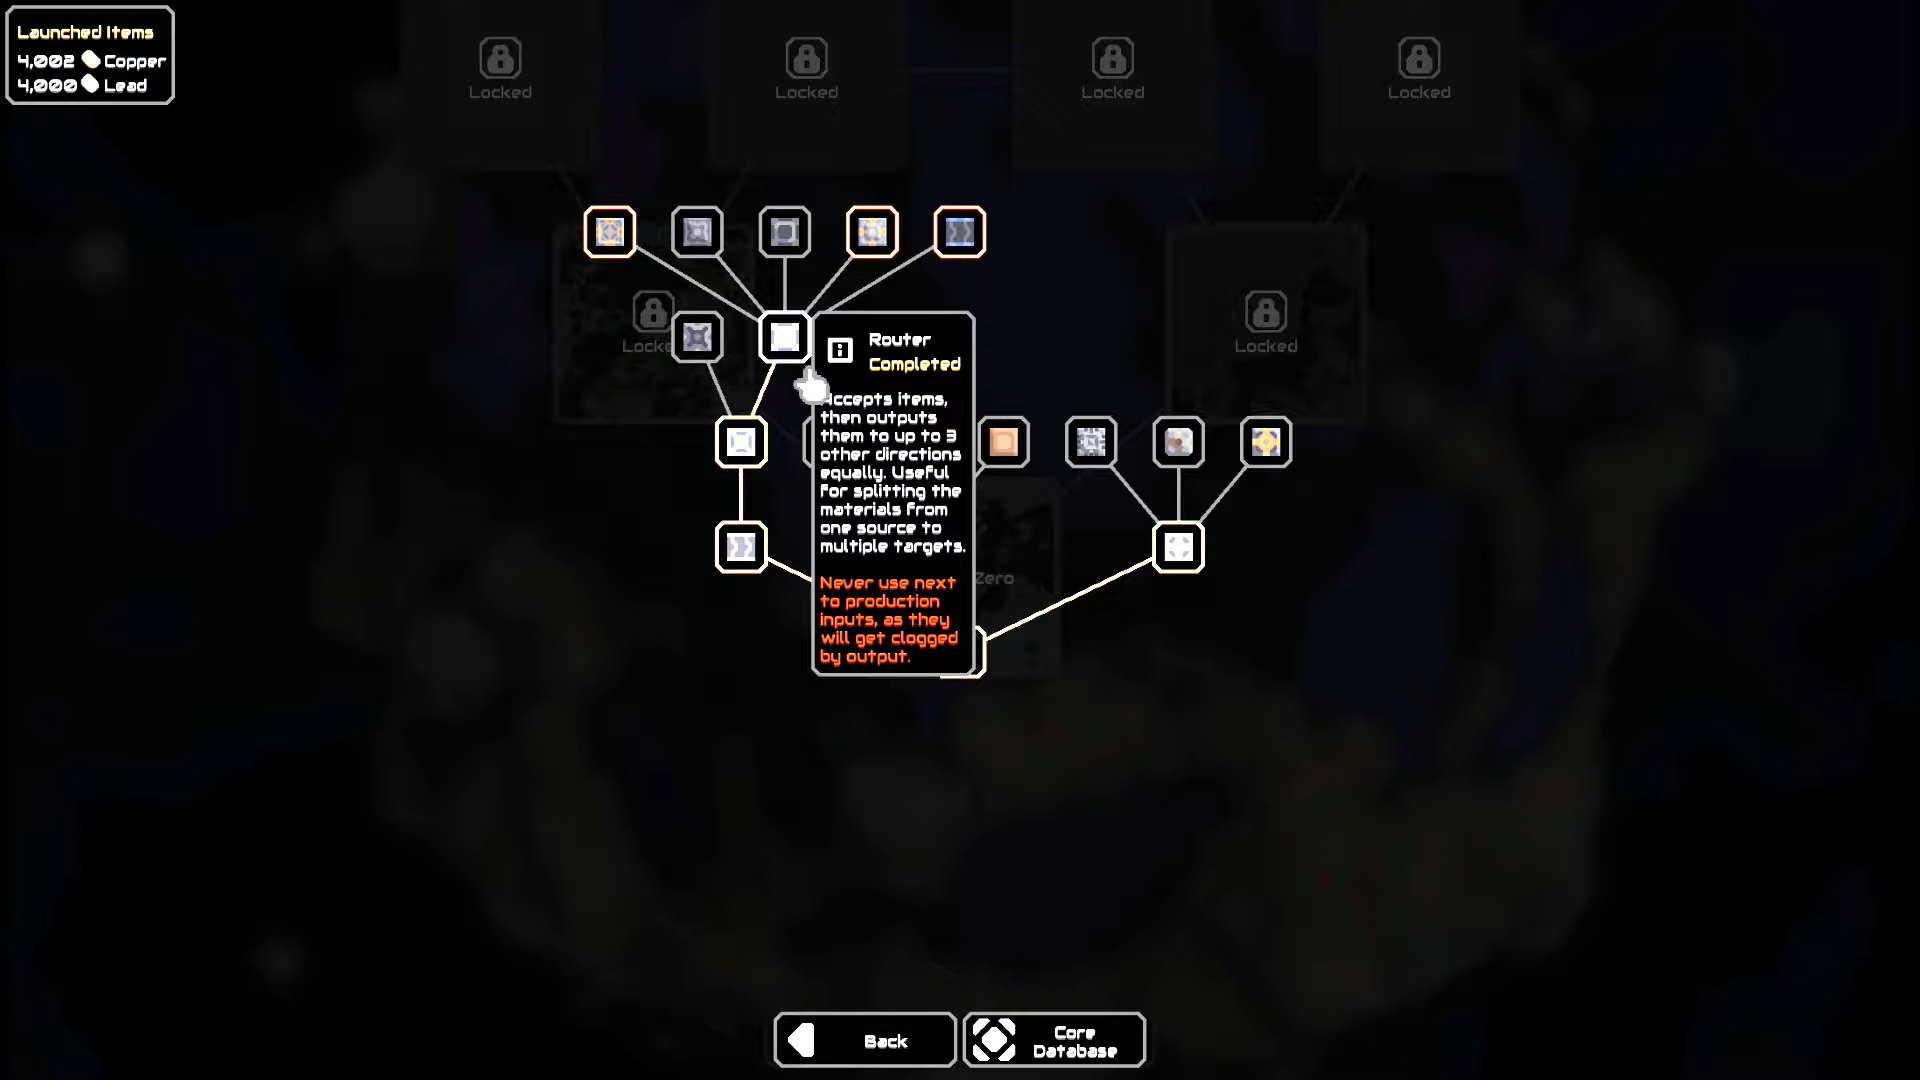 Launched Items
4,002 Copper
4,000 Lead
Locked
Locked
Locked
Locked
Locke
Locked
Router
Completed
Accepts items,
then outputs
them to up to 3
other directions
equally. Useful
for splitting the
materials from
one source to
multiple targets.
Never use next
to production
inputs, as they
will get clogged
by output.
Zero
Back
Core
Database